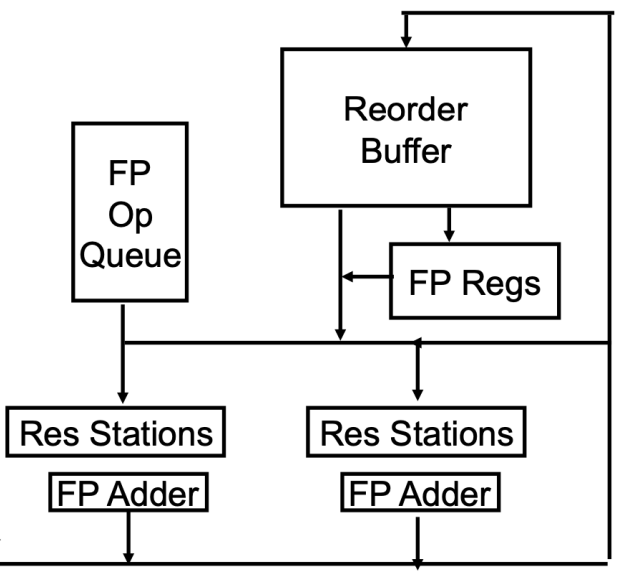 Reorder
Buffer
FP
Op
Queue
FP Regs
Res Stations
Res Stations
FP Adder
FP Adder